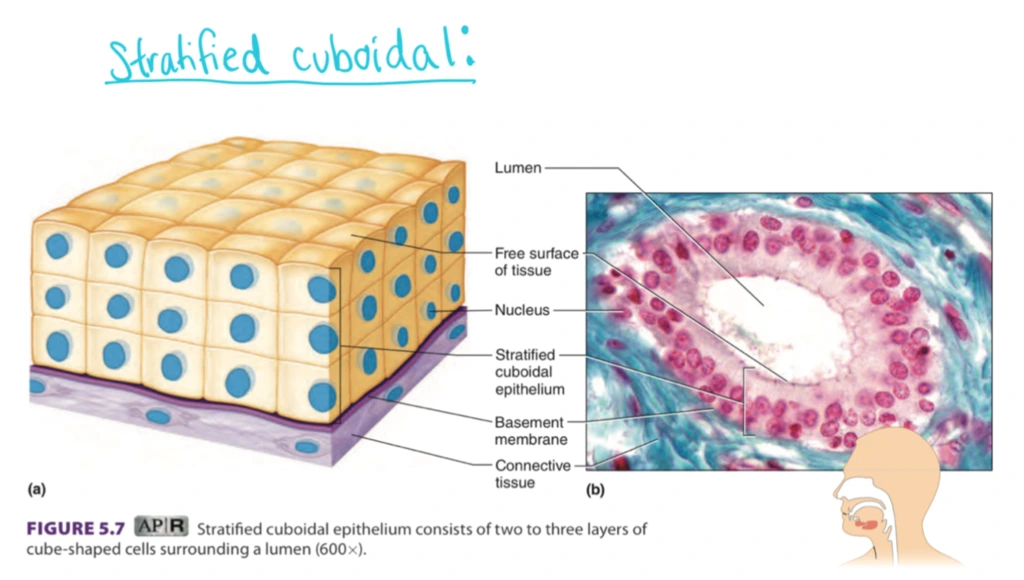 Stratified cuboidal:
Lumen
Free surface
of tissue
Nucleus
Stratified
cuboidal
epithelium
Basement
membrane
Connective
tissue
(a)
(b)
FIGURE 5.7 AP|R Stratified cuboidal epithelium consists of two to three layers of
cube-shaped cells surrounding a lumen (600×).